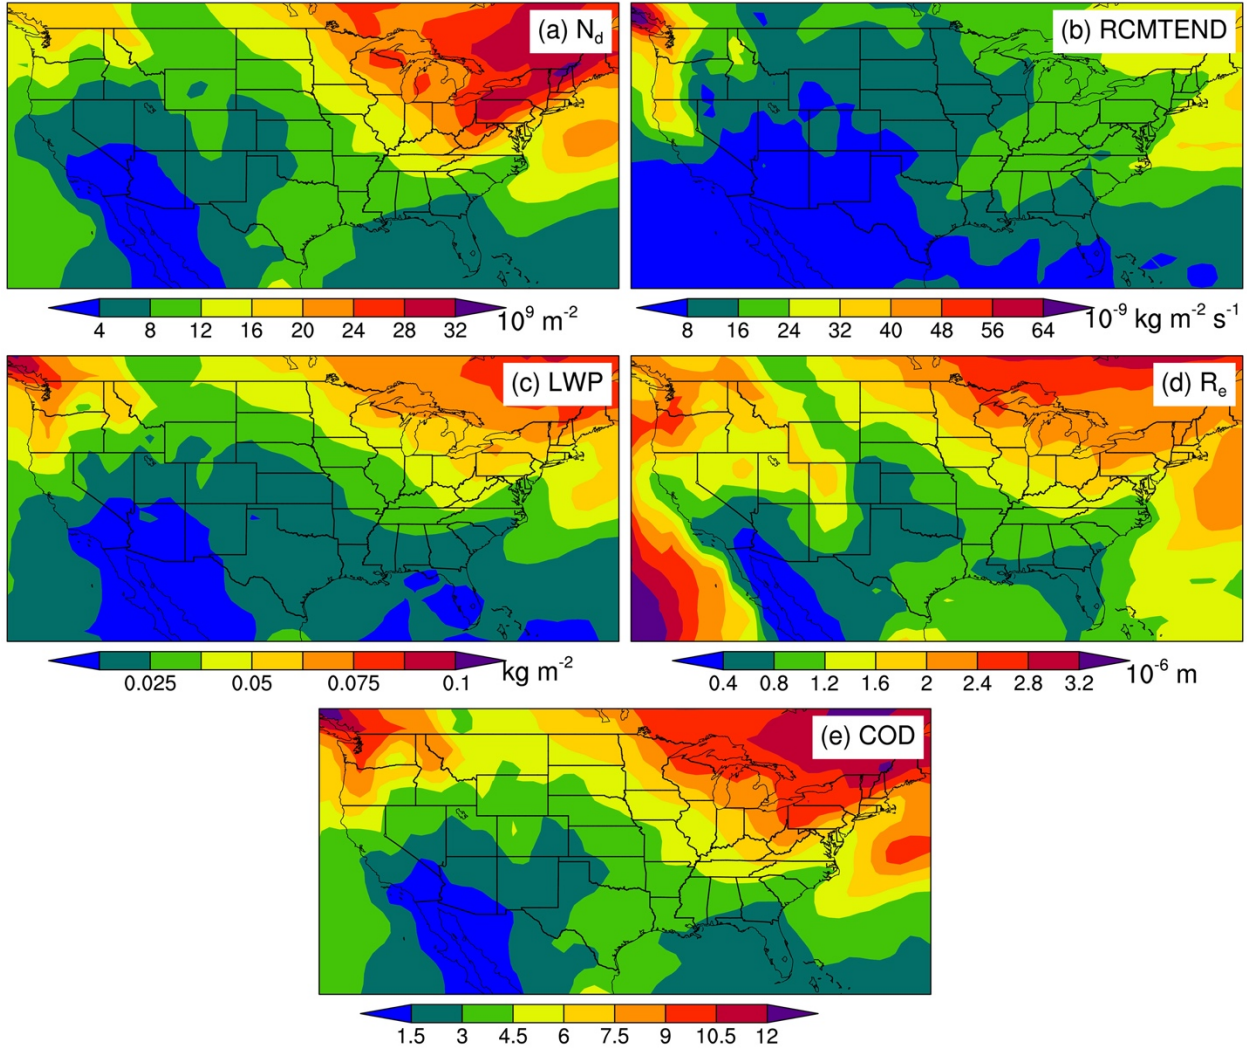 (a) N_d
(b) RCMTEND
4 8 12 16 20 24 28 32 10⁹ m⁻²
8 16 24 32 40 48 56 64 10⁻⁹ kg m⁻² s⁻¹
(c) LWP
(d) Rₑ
0.025 0.05 0.075 0.1 kg m⁻²
0.4 0.8 1.2 1.6 2 2.4 2.8 3.2 10⁻⁶ m
(e) COD
1.5 3 4.5 6 7.5 9 10.5 12